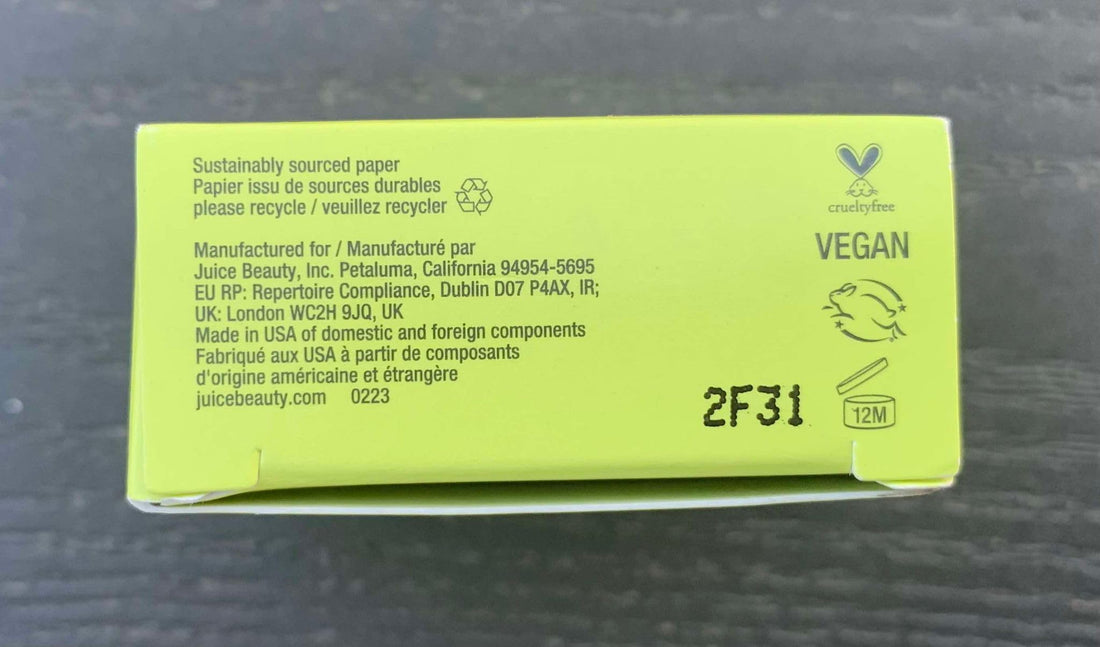 Sustainably sourced paper
Papier issu de sources durables
please recycle / veuillez recycler
Manufactured for / Manufacturé par
Juice Beauty, Inc. Petaluma, California 94954-5695
EU RP: Repertoire Compliance, Dublin D07 P4AX, IR;
UK: London WC2H 9JQ, UK
Made in USA of domestic and foreign components
Fabriqué aux USA à partir de composants
d'origine américaine et étrangère
juicebeauty.com 0223
crueltyfree
VEGAN
2F31
12M